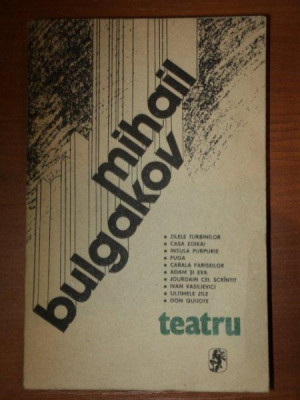 mihail
bulgakov
• ZILELE TURBINILOR
• CASA ZOIKĂI
• INSULA PURPURIE
• FUGA
• CABALA FARISEILOR
• ADAM ȘI EVA
• JOURDAIN CEL SCRÎNTIT
• IVAN VASILIEVICI
• ULTIMELE ZILE
• DON QUIJOTE
teatru